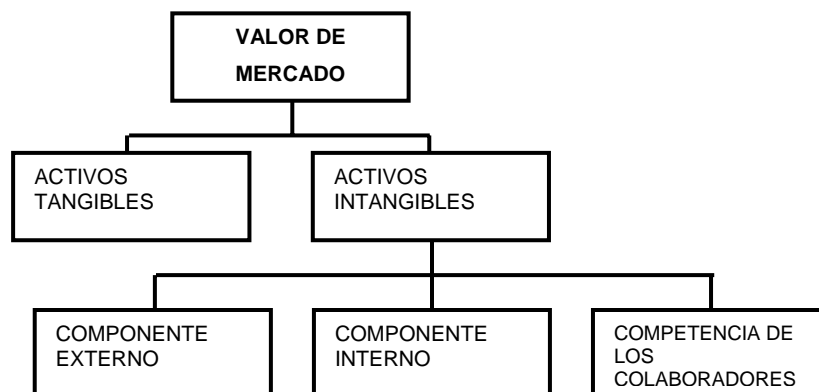 VALOR DE
MERCADO
ACTIVOS
TANGIBLES
ACTIVOS
INTANGIBLES
COMPONENTE
EXTERNO
COMPONENTE
INTERNO
COMPETENCIA DE
LOS
COLABORADORES